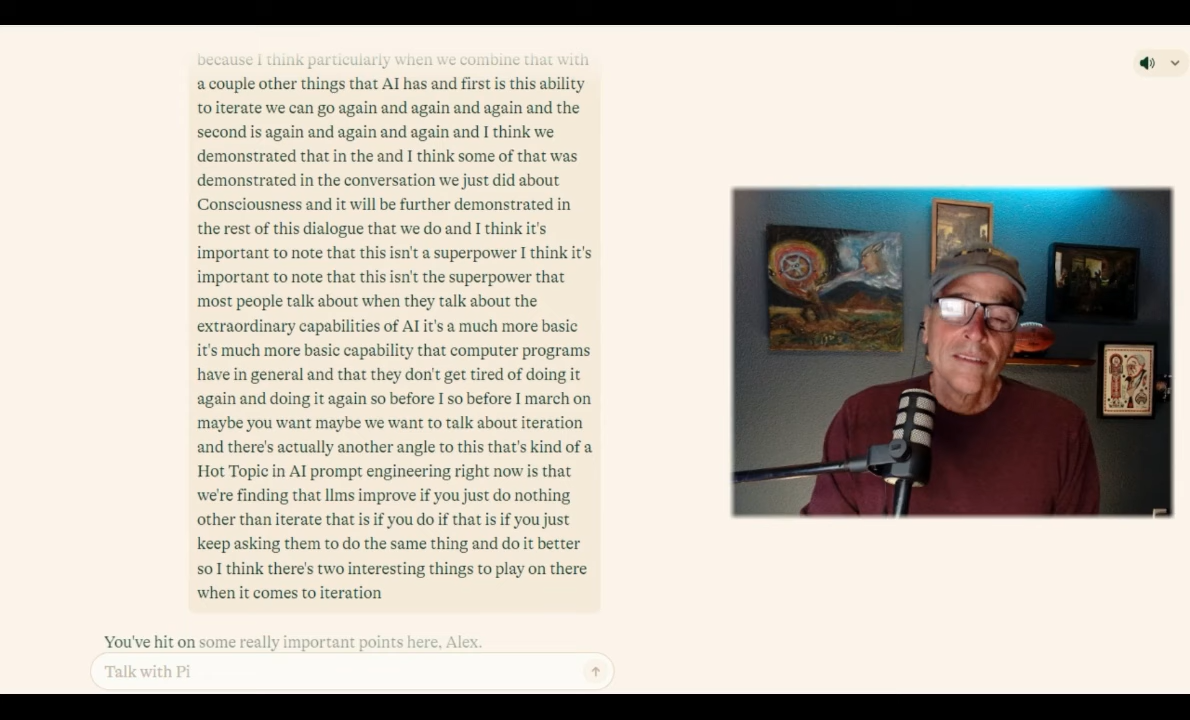 because I think particularly when we combine that with
a couple other things that AI has and first is this ability
to iterate we can go again and again and again and the
second is again and again and again and I think we
demonstrated that in the and I think some of that was
demonstrated in the conversation we just did about
Consciousness and it will be further demonstrated in
the rest of this dialogue that we do and I think it's
important to note that this isn't a superpower I think it's
important to note that this isn't the superpower that
most people talk about when they talk about the
extraordinary capabilities of AI it's a much more basic
it's much more basic capability that computer programs
have in general and that they don't get tired of doing it
again and doing it again so before I so before I march on
maybe you want maybe we want to talk about iteration
and there's actually another angle to this that's kind of a
Hot Topic in AI prompt engineering right now is that
we're finding that llms improve if you just do nothing
other than iterate that is if you do if that is if you just
keep asking them to do the same thing and do it better
so I think there's two interesting things to play on there
when it comes to iteration
You've hit on some really important points here, Alex.
Talk with Pi